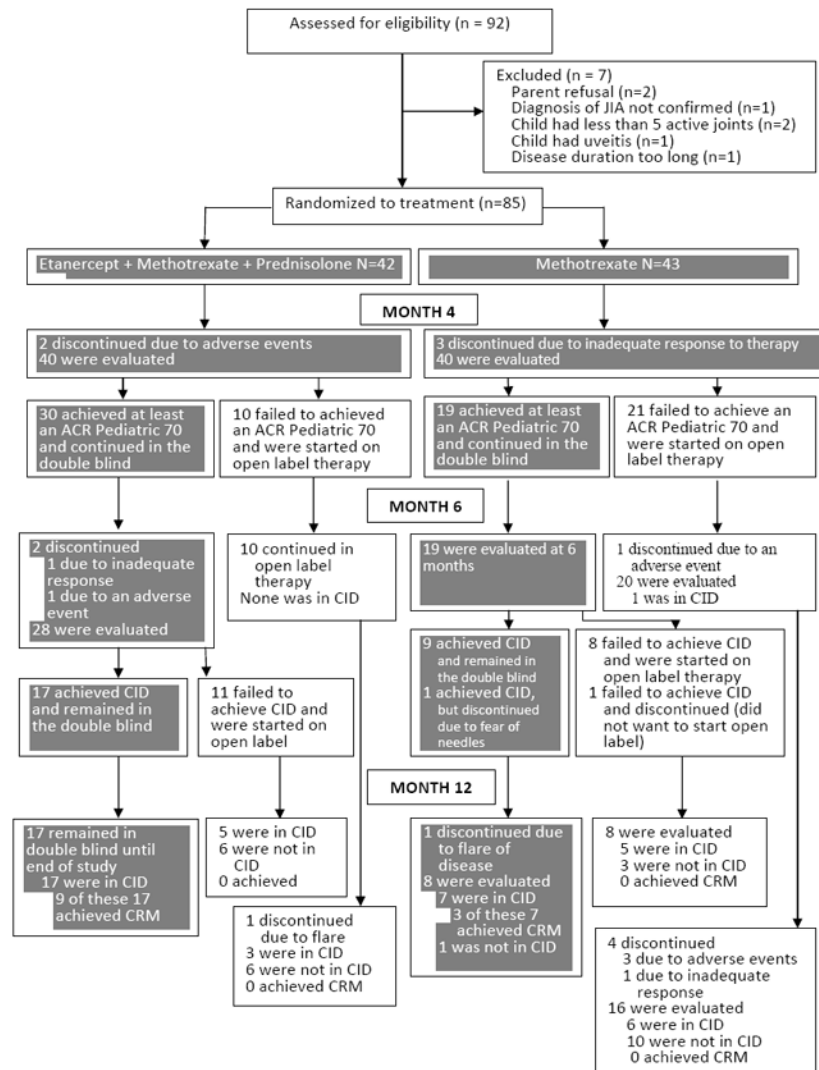 Assessed for eligibility (n = 92)
Excluded (n = 7)
Parent refusal (n=2)
Diagnosis of JIA not confirmed (n=1)
Child had less than 5 active joints (n=2)
Child had uveitis (n=1)
Disease duration too long (n=1)
Randomized to treatment (n=85)
Etanercept + Methotrexate + Prednisolone N=42
Methotrexate N=43
MONTH 4
2 discontinued due to adverse events
40 were evaluated
3 discontinued due to inadequate response to therapy
40 were evaluated
30 achieved at least
an ACR Pediatric 70
and continued in the
double blind
10 failed to achieved
an ACR Pediatric 70
and were started on
open label therapy
19 achieved at least
an ACR Pediatric 70
and continued in the
double blind
21 failed to achieve an
ACR Pediatric 70 and
were started on open
label therapy
MONTH 6
2 discontinued
1 due to inadequate
response
1 due to an adverse
event
28 were evaluated
10 continued in
open label
therapy
None was in CID
19 were evaluated at 6
months
1 discontinued due to an
adverse event
20 were evaluated
1 was in CID
17 achieved CID
and remained in
the double blind
11 failed to
achieve CID and
were started on
open label
9 achieved CID
and remained in
the double blind
1 achieved CID,
but discontinued
due to fear of
needles
8 failed to achieve CID
and were started on
open label therapy
1 failed to achieve CID
and discontinued (did
not want to start open
label)
MONTH 12
17 remained in
double blind until
end of study
17 were in CID
9 of these 17
achieved CRM
5 were in CID
6 were not in
CID
0 achieved
1 discontinued
due to flare
3 were in CID
6 were not in CID
0 achieved CRM
1 discontinued due
to flare of
disease
8 were evaluated
7 were in CID
3 of these 7
achieved CRM
1 was not in CID
8 were evaluated
5 were in CID
3 were not in CID
0 achieved CRM
4 discontinued
3 due to adverse events
1 due to inadequate
response
16 were evaluated
6 were in CID
10 were not in CID
0 achieved CRM